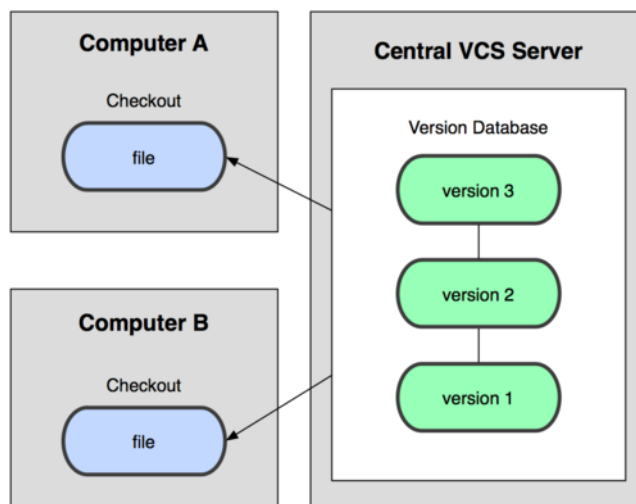 Computer A
Checkout
file
Computer B
Checkout
file
Central VCS Server
Version Database
version 3
version 2
version 1